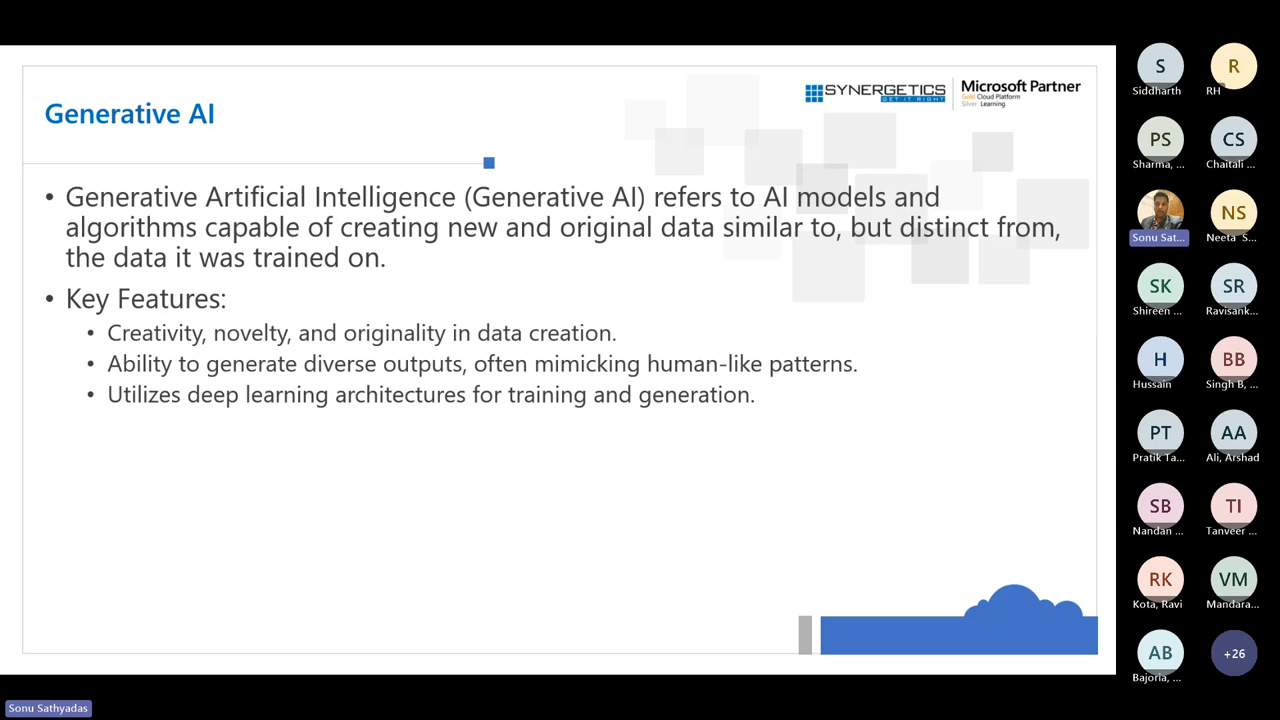 Generative AI
SYNERGETICS
GET IT RIGHT
Microsoft Partner
Gold Cloud Platform
Silver Learning
• Generative Artificial Intelligence (Generative AI) refers to AI models and
algorithms capable of creating new and original data similar to, but distinct from,
the data it was trained on.
• Key Features:
• Creativity, novelty, and originality in data creation.
• Ability to generate diverse outputs, often mimicking human-like patterns.
• Utilizes deep learning architectures for training and generation.
S
Siddharth
R
RH
PS
Sharma, ...
CS
Chaitali ...
Sonu Sat...
NS
Neeta S...
SK
Shireen ...
SR
Ravisank...
H
Hussain
BB
Singh B, ...
PT
Pratik Ta...
AA
Ali, Arshad
SB
Nandan ...
TI
Tanveer ...
RK
Kota, Ravi
VM
Mandara...
AB
Bajoria, ...
+26
Sonu Sathyadas